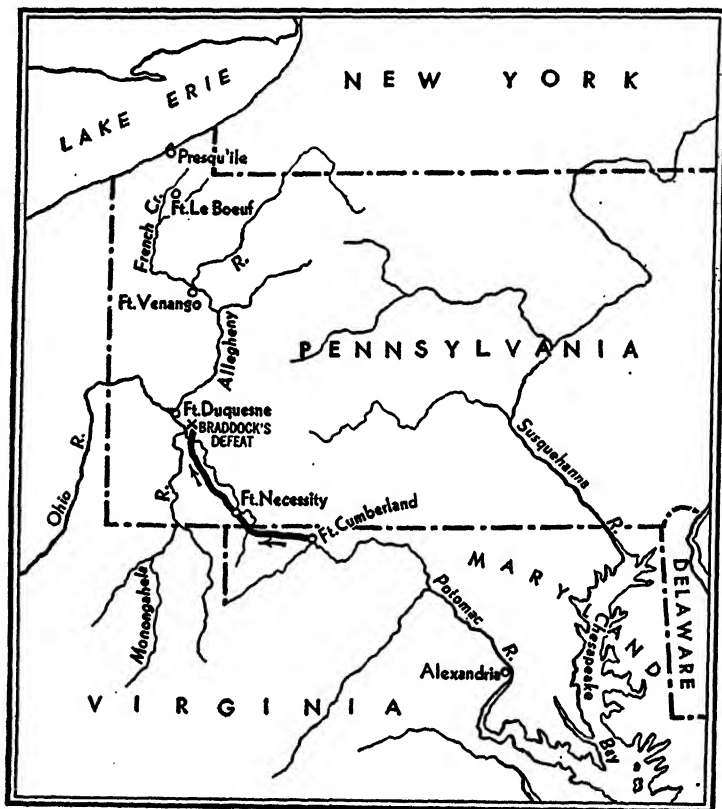 NEW YORK
LAKE ERIE
Presqu'ile
Ft. Le Boeuf
French Cr.
R.
Ft. Venango
Allegheny
PENNSYLVANIA
Ft. Duquesne
BRADDOCK'S
DEFEAT
Susquehanna
R.
Ohio R.
R.
Ft. Necessity
Ft. Cumberland
MARYLAND
DELAWARE
Monongahela
Potomac
R.
Chesapeake
Alexandria
VIRGINIA
Bay